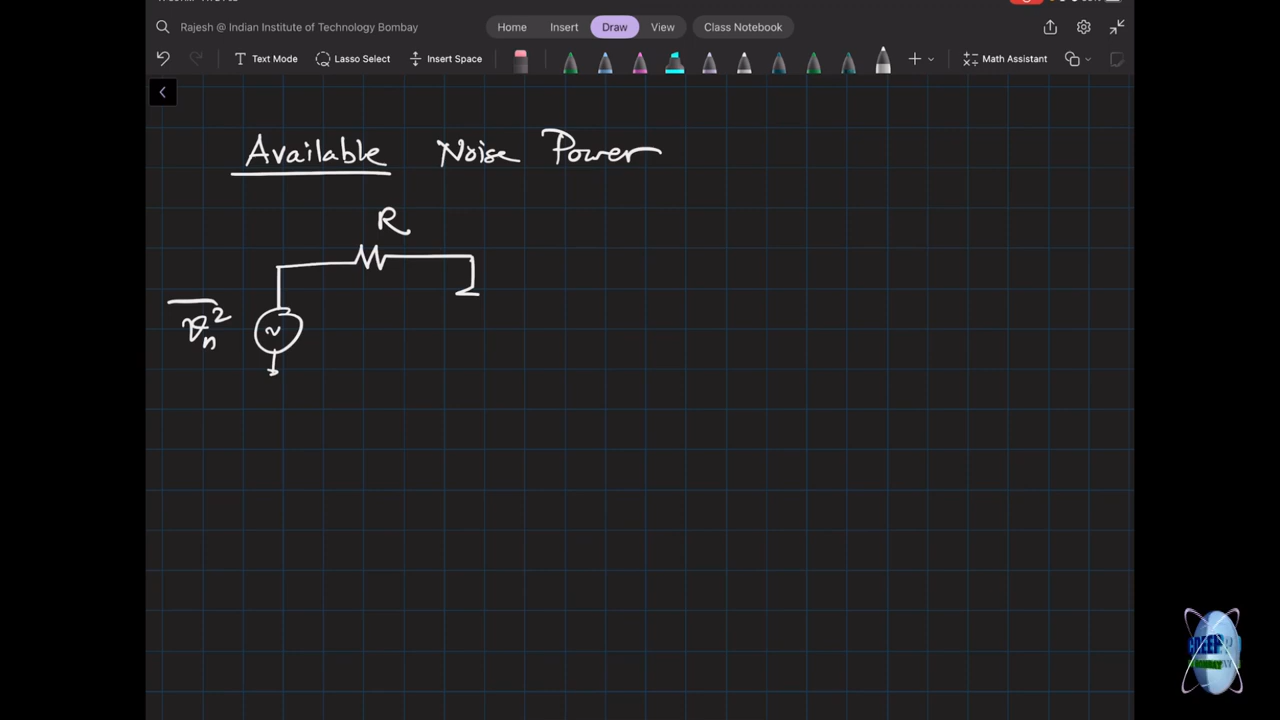 Rajesh @ Indian Institute of Technology Bombay
Home Insert Draw View Class Notebook
Text Mode Lasso Select Insert Space Math Assistant
Available Noise Power
R
v̅ₙ²